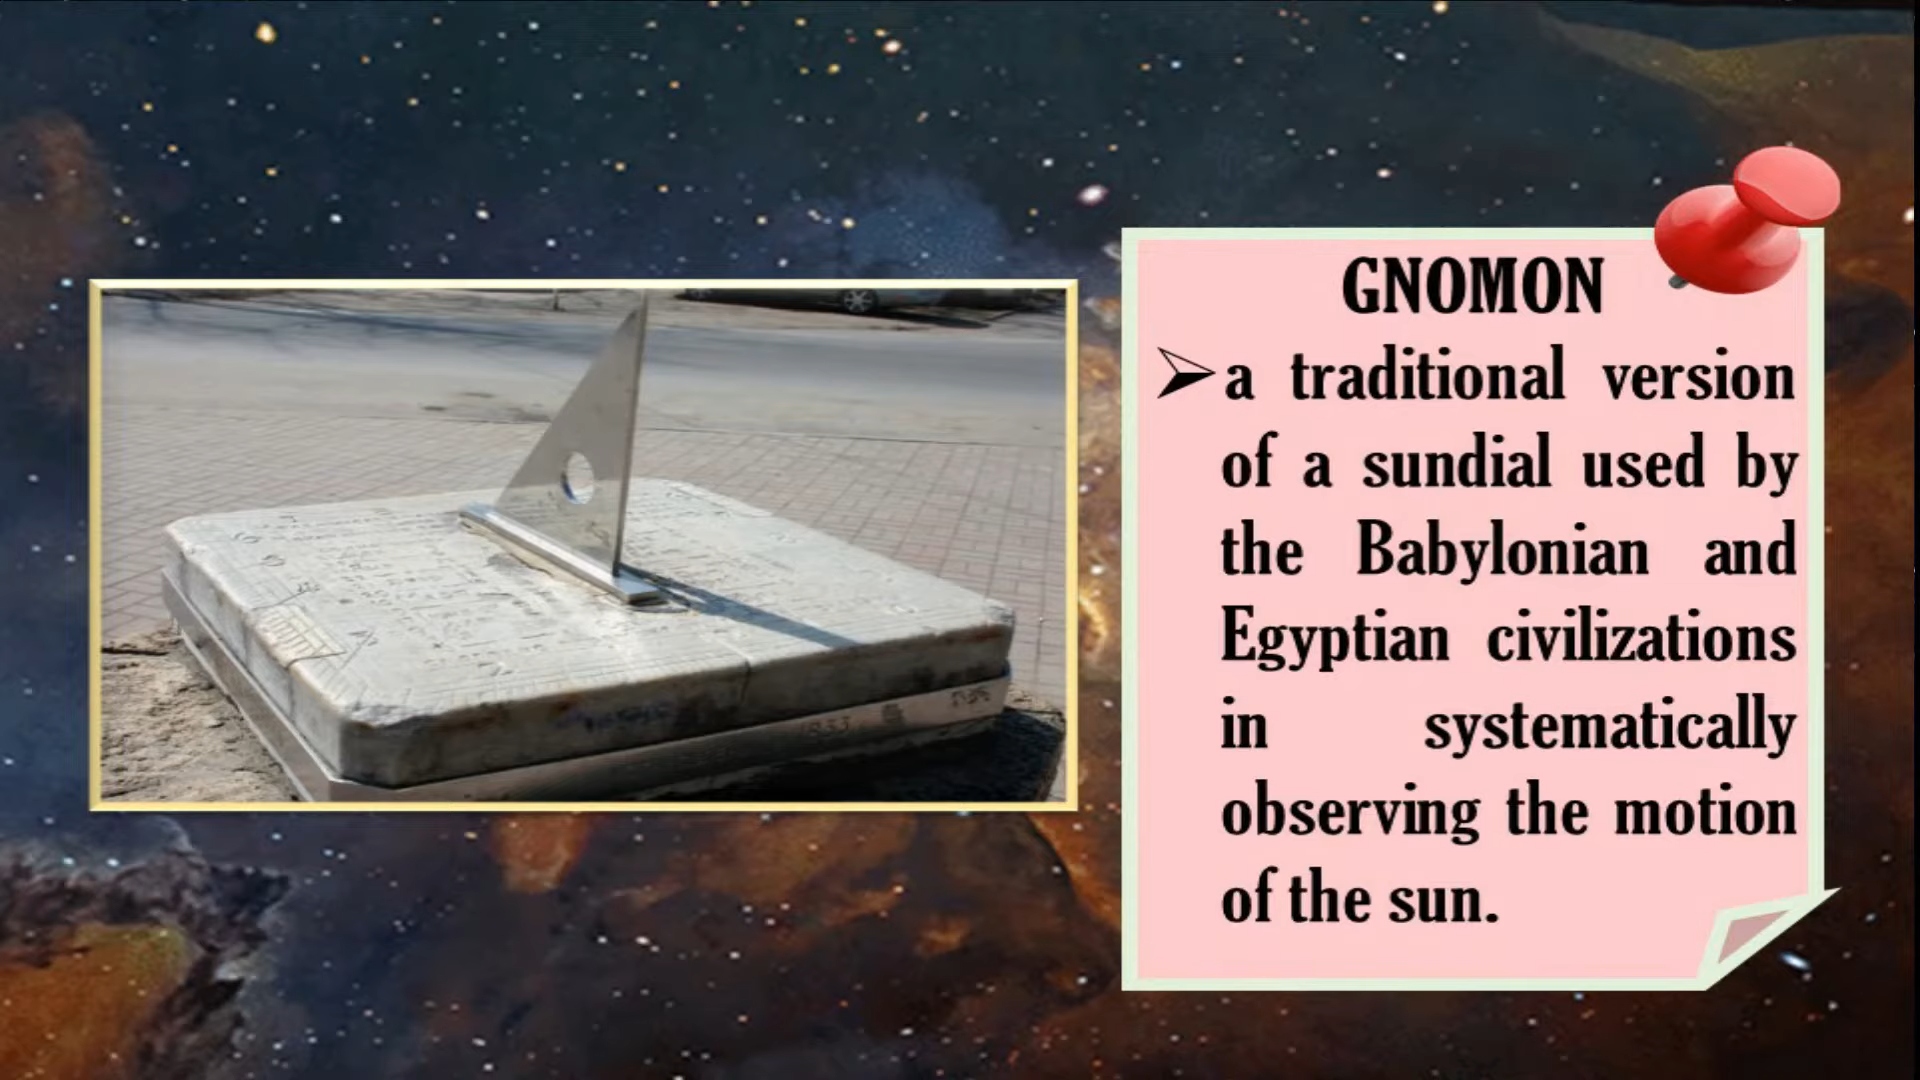 GNOMON
➢a traditional version
of a sundial used by
the Babylonian and
Egyptian civilizations
in systematically
observing the motion
of the sun.
1833